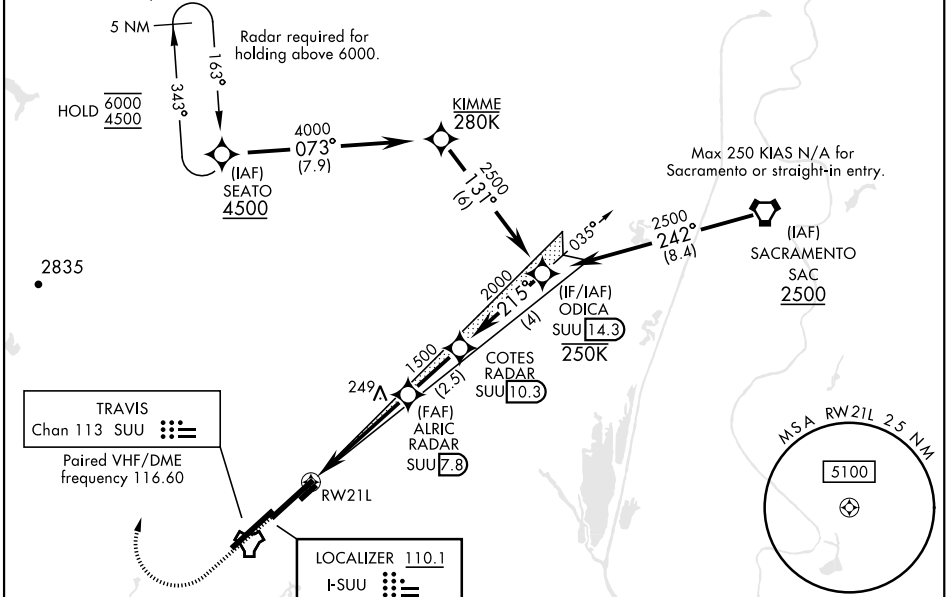 5 NM
Radar required for
holding above 6000.
163°
343°
HOLD 6000
4500
(IAF)
SEATO
4500
4000
073°
(7.9)
KIMME
280K
2500
131°
(6)
Max 250 KIAS N/A for
Sacramento or straight-in entry.
2500
242°
(8.4)
(IAF)
SACRAMENTO
SAC
2500
035°
2835
2000
215°
(4)
(IF/IAF)
ODICA
SUU 14.3
250K
1500
(2.5)
COTES
RADAR
SUU 10.3
249
(FAF)
ALRIC
RADAR
SUU 7.8
TRAVIS
Chan 113 SUU
Paired VHF/DME
frequency 116.60
RW21L
LOCALIZER 110.1
I-SUU
MSA RW21L 25 NM
5100